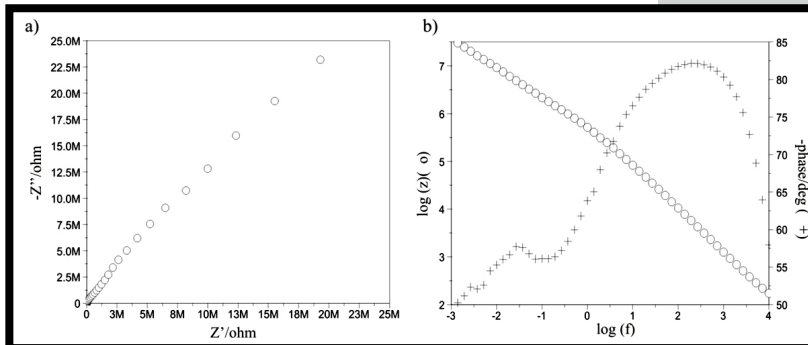 a)
25.0M
22.5M
20.0M
17.5M
15.0M
12.5M
10.0M
7.5M
5.0M
2.5M
0
-Z''/ohm
0 3M 5M 8M 10M 13M 15M 18M 20M 23M 25M
Z'/ohm
b)
7
6
5
4
3
2
log (z)( o)
85
80
75
70
65
60
55
50
-phase/deg ( +)
-3 -2 -1 0 1 2 3 4
log (f)